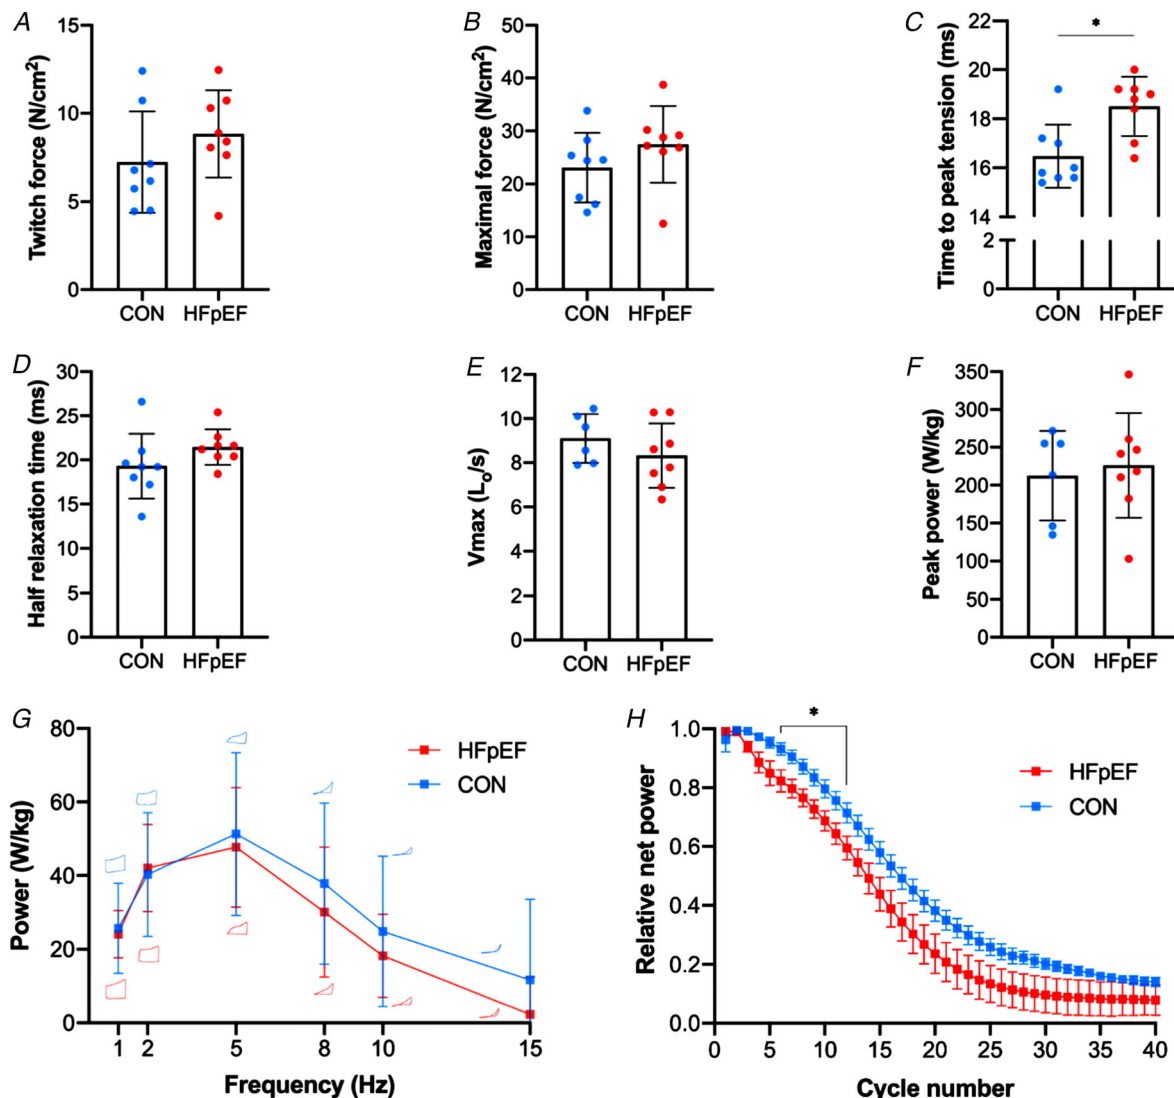 A
Twitch force (N/cm²)
15
10
5
0
CON HFpEF
B
Maximal force (N/cm²)
50
40
30
20
10
0
CON HFpEF
C
Time to peak tension (ms)
22
20
18
16
14
2
0
*
CON HFpEF
D
Half relaxation time (ms)
30
25
20
15
10
5
0
CON HFpEF
E
Vmax (Lₒ/s)
12
10
8
6
4
2
0
CON HFpEF
F
Peak power (W/kg)
350
300
250
200
150
100
50
0
CON HFpEF
G
Power (W/kg)
80
60
40
20
0
HFpEF
CON
1 2 5 8 10 15
Frequency (Hz)
H
Relative net power
1.0
0.8
0.6
0.4
0.2
0.0
*
HFpEF
CON
0 5 10 15 20 25 30 35 40
Cycle number